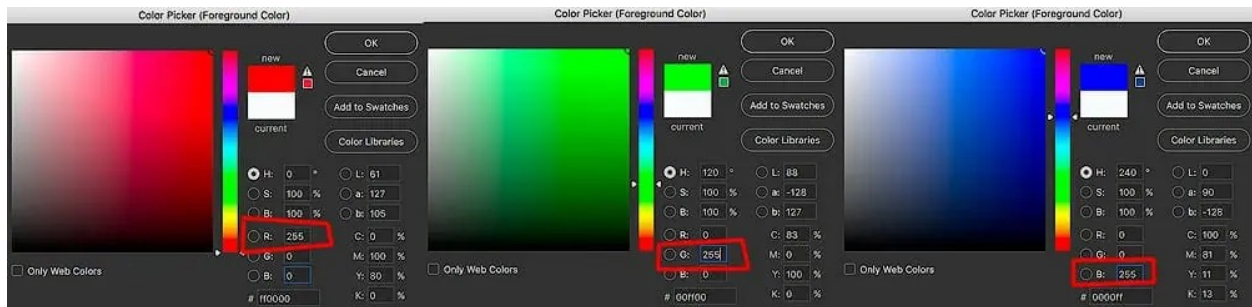 Color Picker (Foreground Color)
new
OK
Cancel
Add to Swatches
current
Color Libraries
H: 0 °
L: 61
S: 100 %
a: 127
B: 100 %
b: 105
R: 255
C: 0 %
G: 0
M: 100 %
B: 0
Y: 80 %
# ff0000
K: 0 %
Only Web Colors
Color Picker (Foreground Color)
new
OK
Cancel
Add to Swatches
current
Color Libraries
H: 120 °
L: 88
S: 100 %
a: -128
B: 100 %
b: 127
R: 0
C: 83 %
G: 255
M: 0 %
B: 0
Y: 100 %
# 00ff00
K: 0 %
Only Web Colors
Color Picker (Foreground Color)
new
OK
Cancel
Add to Swatches
current
Color Libraries
H: 240 °
L: 0
S: 100 %
a: 90
B: 100 %
b: -128
R: 0
C: 100 %
G: 0
M: 81 %
B: 255
Y: 11 %
# 0000ff
K: 13 %
Only Web Colors